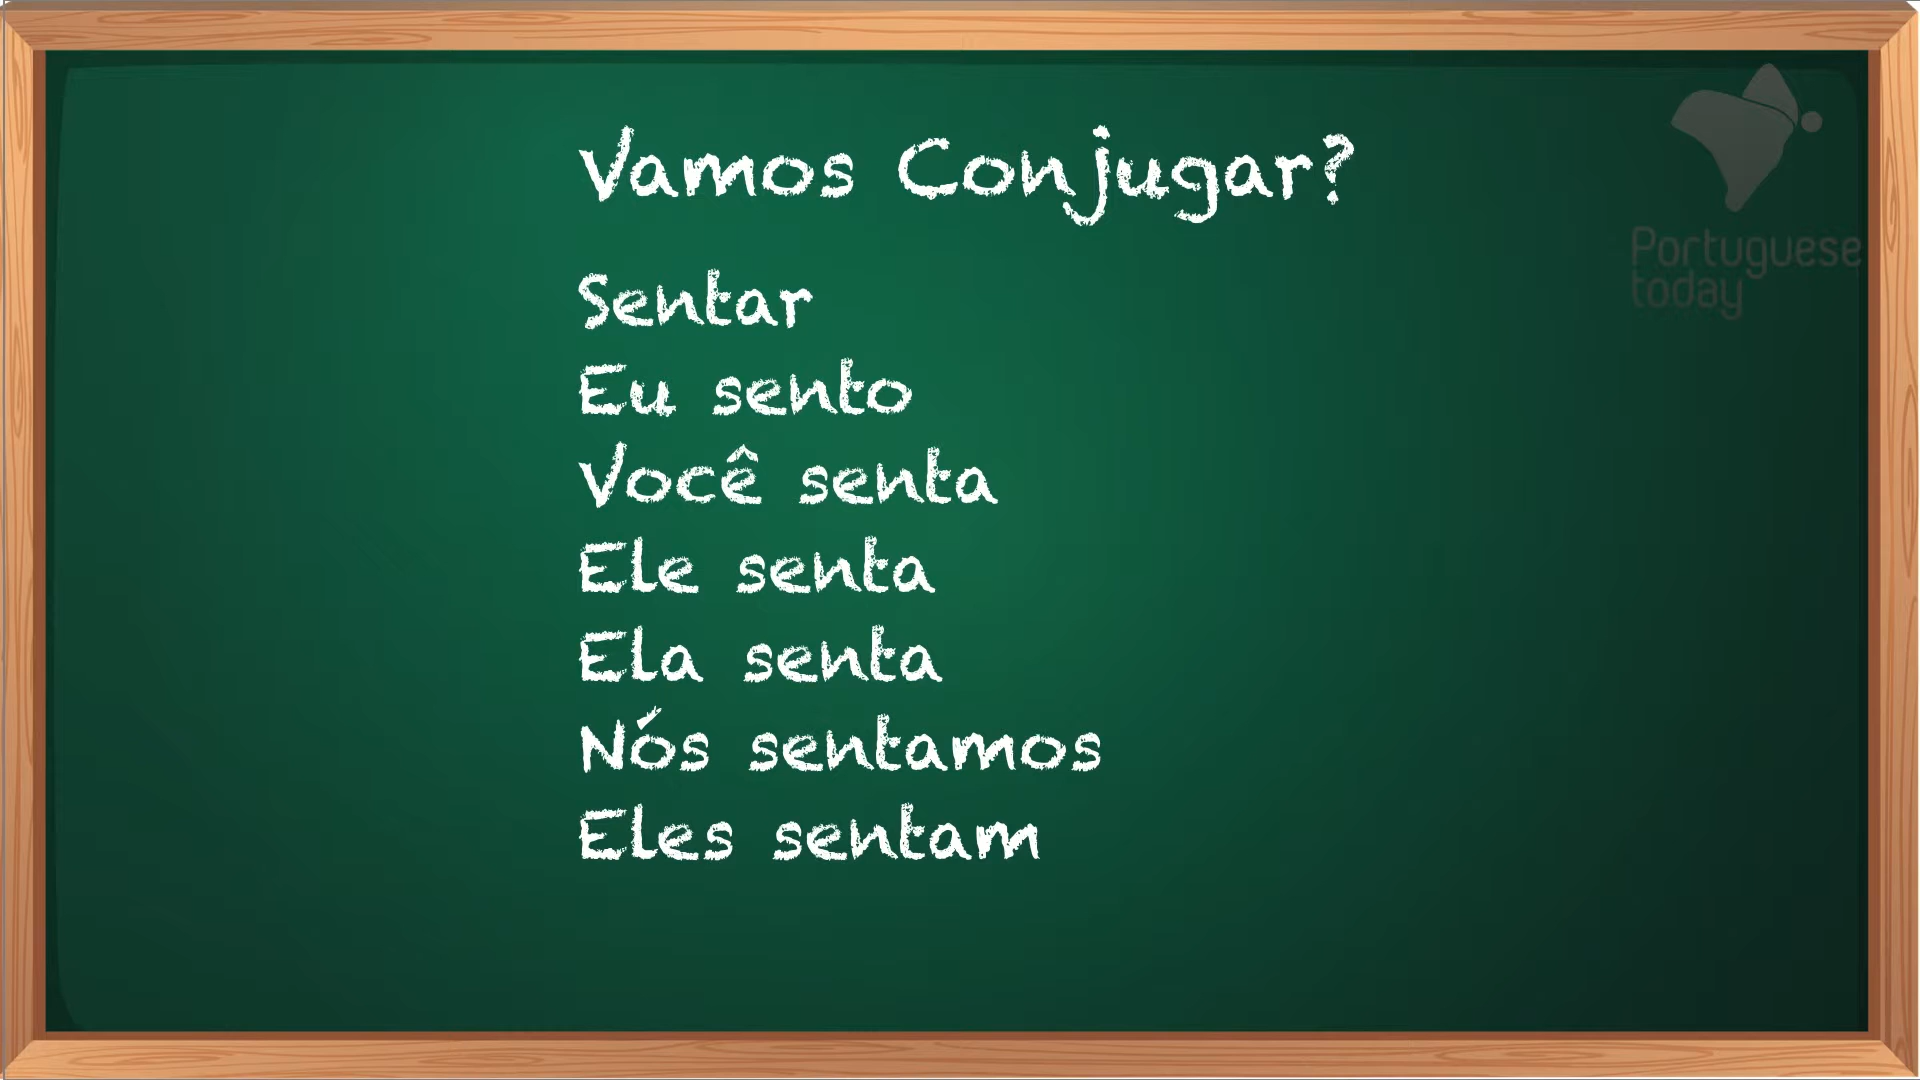 Vamos Conjugar?
Sentar
Eu sento
Você senta
Ele senta
Ela senta
Nós sentamos
Eles sentam
Portuguese
today